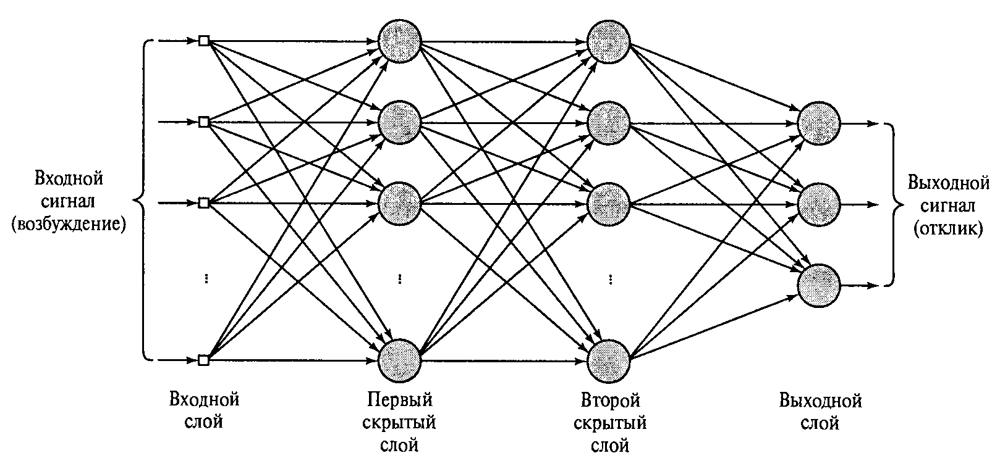 Входной
сигнал
(возбуждение)
Выходной
сигнал
(отклик)
...
...
...
Входной
слой
Первый
скрытый
слой
Второй
скрытый
слой
Выходной
слой